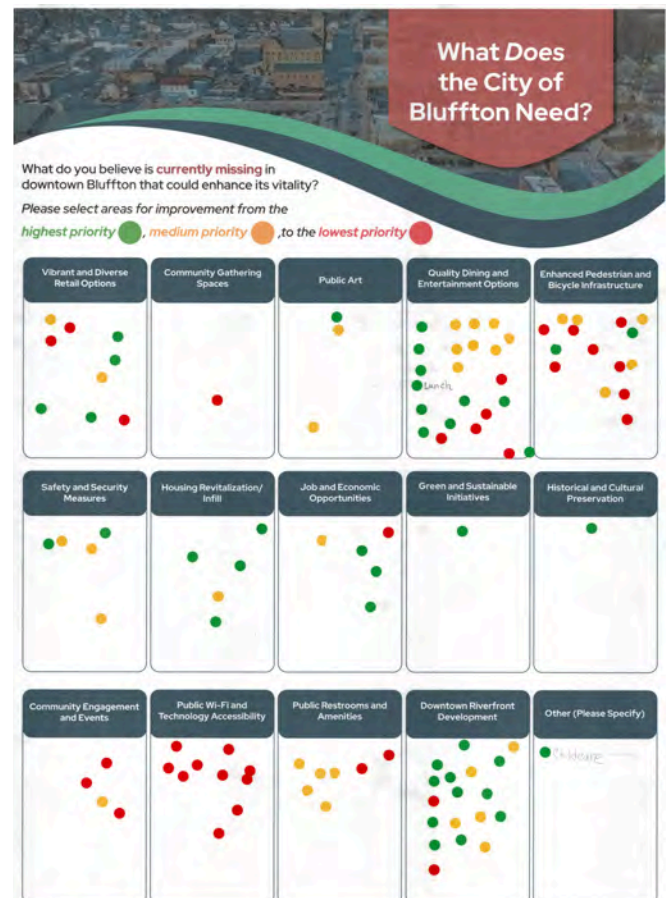 What Does
the City of
Bluffton Need?
What do you believe is currently missing in
downtown Bluffton that could enhance its vitality?
Please select areas for improvement from the
highest priority , medium priority ,to the lowest priority
Vibrant and Diverse
Retail Options
Community Gathering
Spaces
Public Art
Quality Dining and
Entertainment Options
Enhanced Pedestrian and
Bicycle Infrastructure
Lunch
Safety and Security
Measures
Housing Revitalization/
Infill
Job and Economic
Opportunities
Green and Sustainable
Initiatives
Historical and Cultural
Preservation
Community Engagement
and Events
Public Wi-Fi and
Technology Accessibility
Public Restrooms and
Amenities
Downtown Riverfront
Development
Other (Please Specify)
Childcare